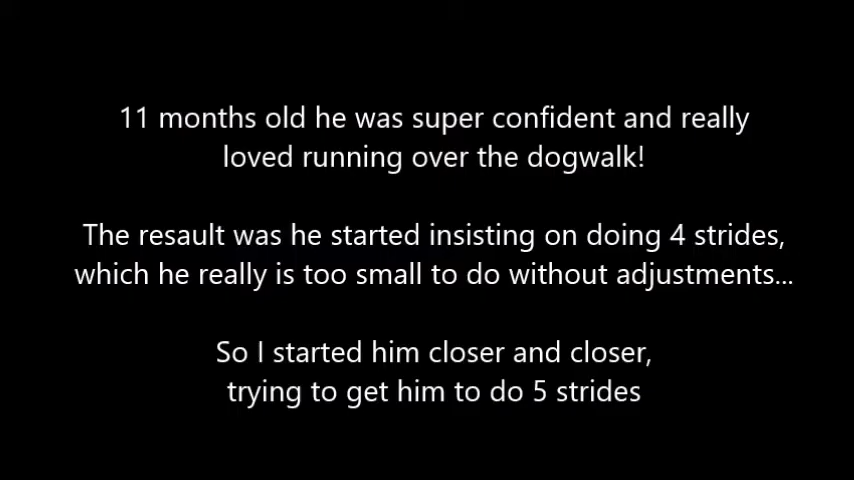 11 months old he was super confident and really
loved running over the dogwalk!
The resault was he started insisting on doing 4 strides,
which he really is too small to do without adjustments...
So I started him closer and closer,
trying to get him to do 5 strides